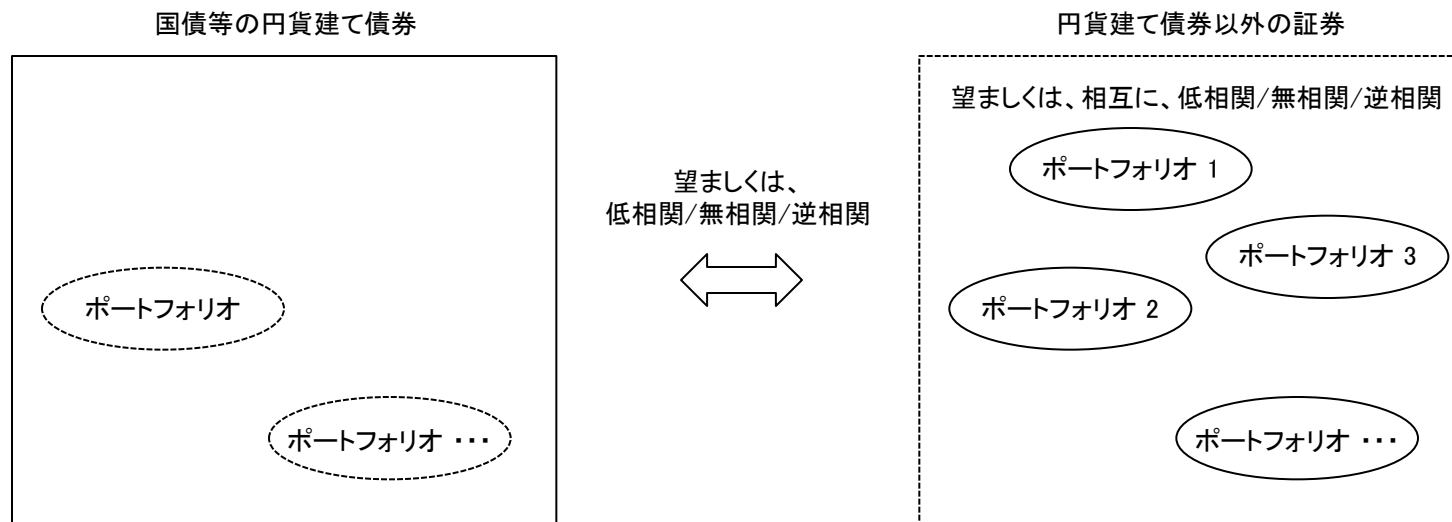 国債等の円貨建て債券
円貨建て債券以外の証券
望ましくは、相互に、低相関/無相関/逆相関
ポートフォリオ 1
望ましくは、
低相関/無相関/逆相関
ポートフォリオ 3
ポートフォリオ
ポートフォリオ 2
ポートフォリオ ・・・
ポートフォリオ ・・・